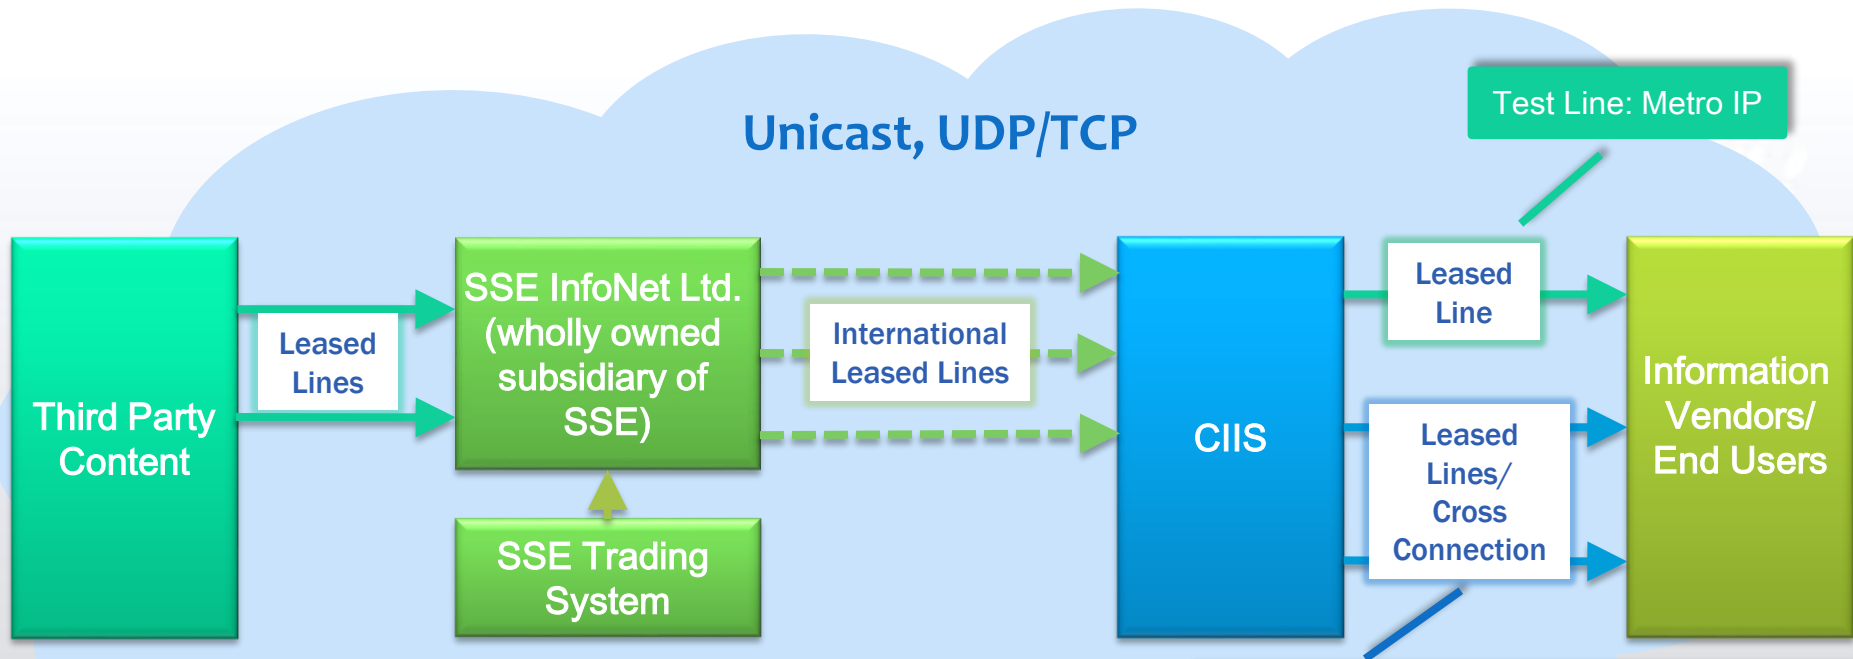 Unicast, UDP/TCP
Test Line: Metro IP
Third Party
Content
Leased
Lines
SSE InfoNet Ltd.
(wholly owned
subsidiary of
SSE)
SSE Trading
System
International
Leased Lines
CIIS
Leased
Line
Leased
Lines/
Cross
Connection
Information
Vendors/
End Users